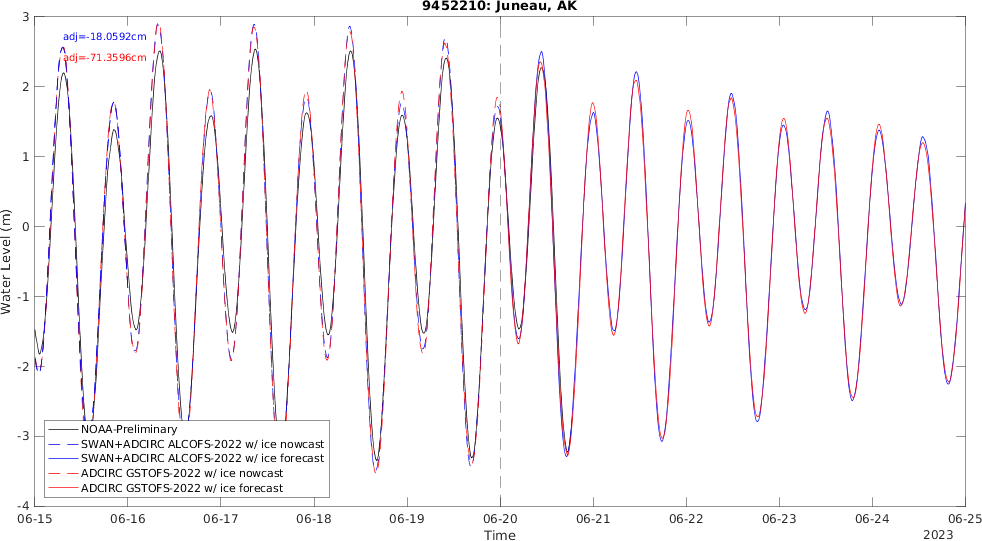 9452210: Juneau, AK
adj=-18.0592cm
adj=-71.3596cm
Water Level (m)
3
2
1
0
-1
-2
-3
-4
NOAA-Preliminary
SWAN+ADCIRC ALCOFS-2022 w/ ice nowcast
SWAN+ADCIRC ALCOFS-2022 w/ ice forecast
ADCIRC GSTOFS-2022 w/ ice nowcast
ADCIRC GSTOFS-2022 w/ ice forecast
06-15 06-16 06-17 06-18 06-19 06-20 06-21 06-22 06-23 06-24 06-25
Time
2023